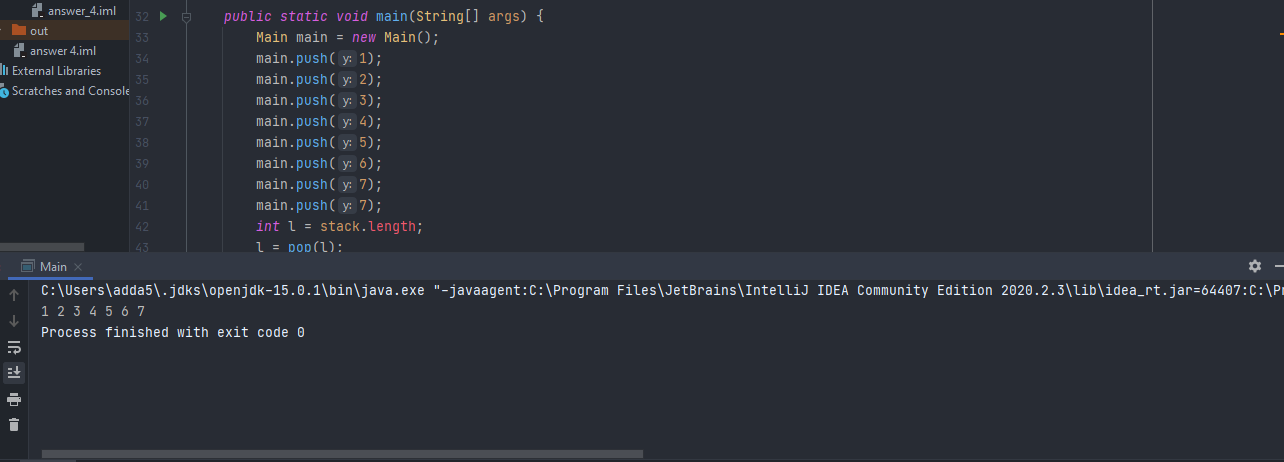 answer_4.iml
out
answer 4.iml
External Libraries
Scratches and Console
32 public static void main(String[] args) {
33 Main main = new Main();
34 main.push( y: 1);
35 main.push( y: 2);
36 main.push( y: 3);
37 main.push( y: 4);
38 main.push( y: 5);
39 main.push( y: 6);
40 main.push( y: 7);
41 main.push( y: 7);
42 int l = stack.length;
43 l = pop(l);
Main
C:\Users\adda5\.jdks\openjdk-15.0.1\bin\java.exe "-javaagent:C:\Program Files\JetBrains\IntelliJ IDEA Community Edition 2020.2.3\lib\idea_rt.jar=64407:C:\Pr
1 2 3 4 5 6 7
Process finished with exit code 0